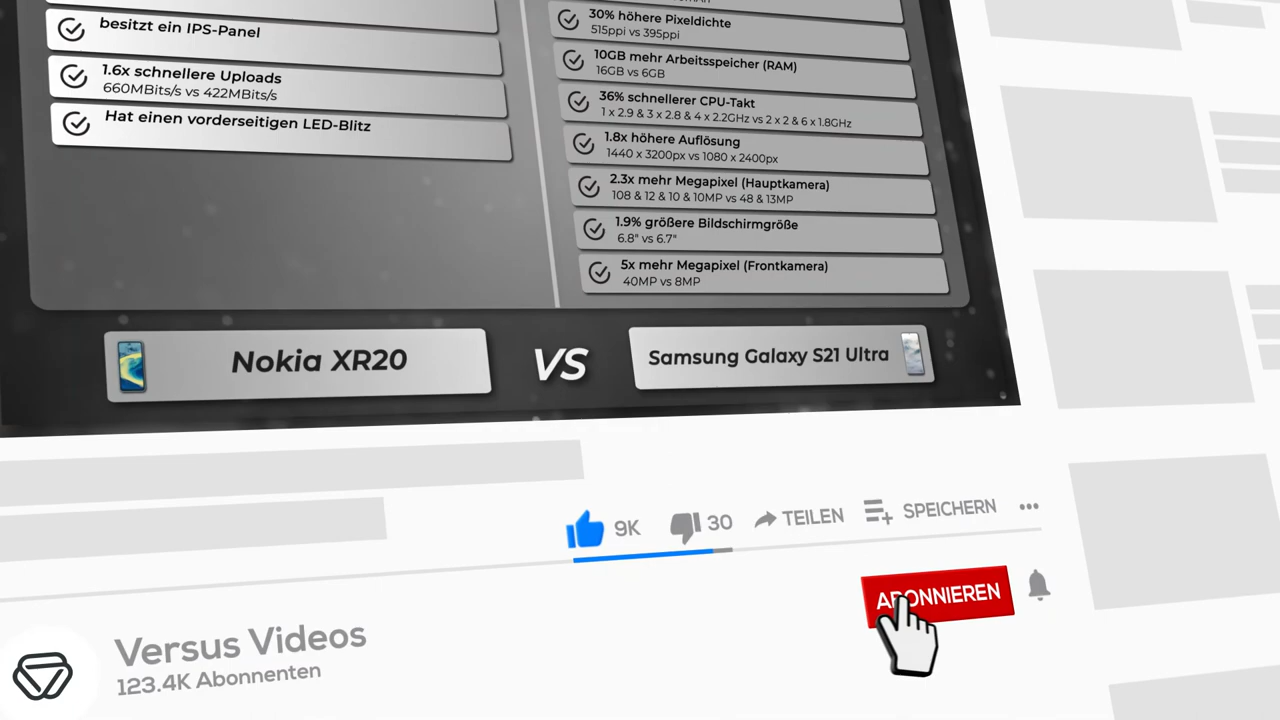 besitzt ein IPS-Panel
1.6x schnellere Uploads
660MBits/s vs 422MBits/s
Hat einen vorderseitigen LED-Blitz
30% höhere Pixeldichte
515ppi vs 395ppi
10GB mehr Arbeitsspeicher (RAM)
16GB vs 6GB
36% schnellerer CPU-Takt
1 x 2.9 & 3 x 2.8 & 4 x 2.2GHz vs 2 x 2 & 6 x 1.8GHz
1.8x höhere Auflösung
1440 x 3200px vs 1080 x 2400px
2.3x mehr Megapixel (Hauptkamera)
108 & 12 & 10 & 10MP vs 48 & 13MP
1.9% größere Bildschirmgröße
6.8" vs 6.7"
5x mehr Megapixel (Frontkamera)
40MP vs 8MP
Nokia XR20
VS
Samsung Galaxy S21 Ultra
9K
30
TEILEN
SPEICHERN
ABONNIEREN
Versus Videos
123.4K Abonnenten